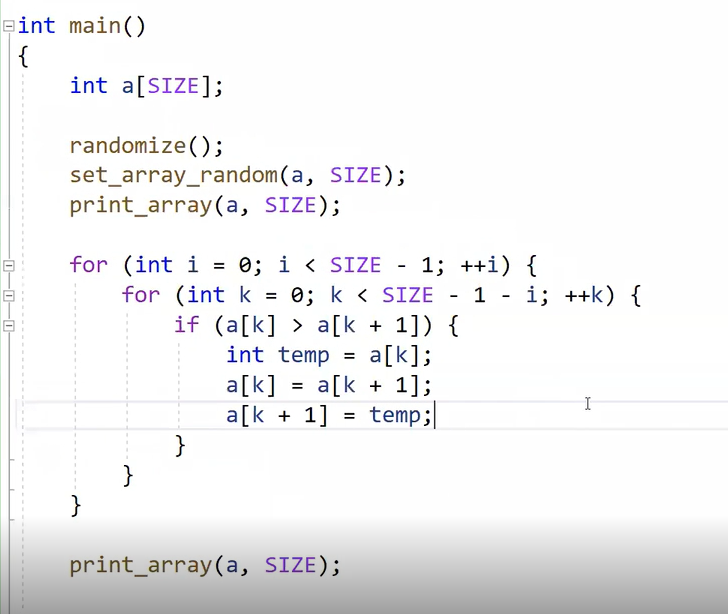 int main()
{
    int a[SIZE];

    randomize();
    set_array_random(a, SIZE);
    print_array(a, SIZE);

    for (int i = 0; i < SIZE - 1; ++i) {
        for (int k = 0; k < SIZE - 1 - i; ++k) {
            if (a[k] > a[k + 1]) {
                int temp = a[k];
                a[k] = a[k + 1];
                a[k + 1] = temp;
            }
        }
    }

    print_array(a, SIZE);